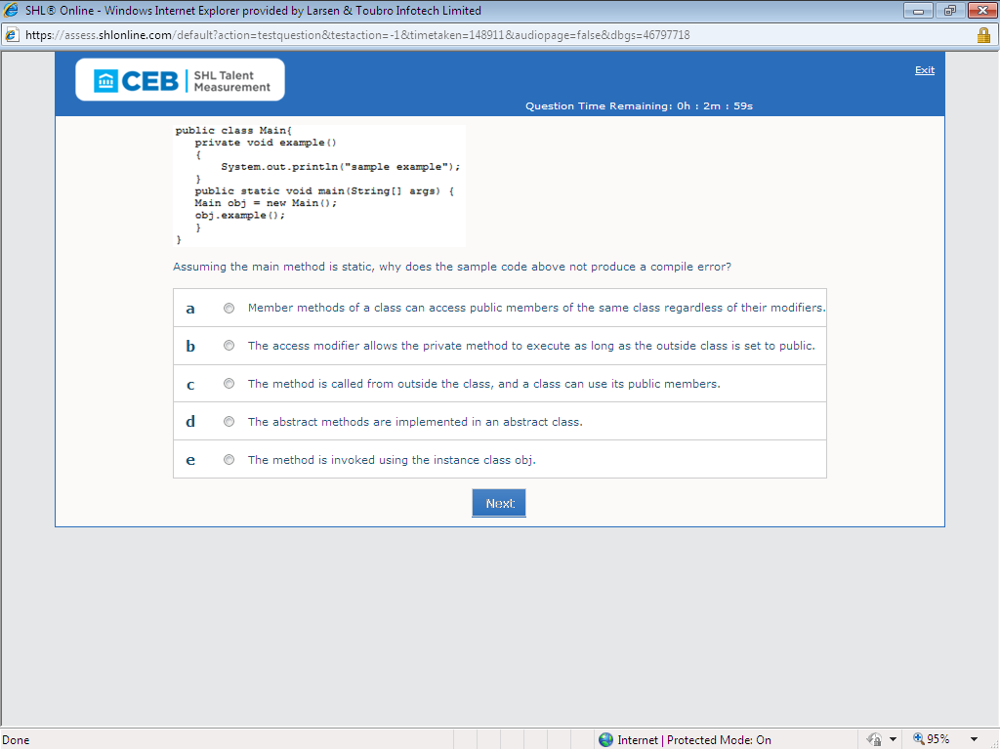 SHL® Online - Windows Internet Explorer provided by Larsen & Toubro Infotech Limited
https://assess.shlonline.com/default?action=testquestion&testaction=-1&timetaken=148911&audiopage=false&dbgs=46797718
CEB SHL Talent
Measurement
Exit
Question Time Remaining: 0h : 2m : 59s
public class Main{
private void example()
{
System.out.println("sample example");
}
public static void main(String[] args) {
Main obj = new Main();
obj.example();
}
}
Assuming the main method is static, why does the sample code above not produce a compile error?
a Member methods of a class can access public members of the same class regardless of their modifiers.
b The access modifier allows the private method to execute as long as the outside class is set to public.
c The method is called from outside the class, and a class can use its public members.
d The abstract methods are implemented in an abstract class.
e The method is invoked using the instance class obj.
Next
Done Internet | Protected Mode: On 95%